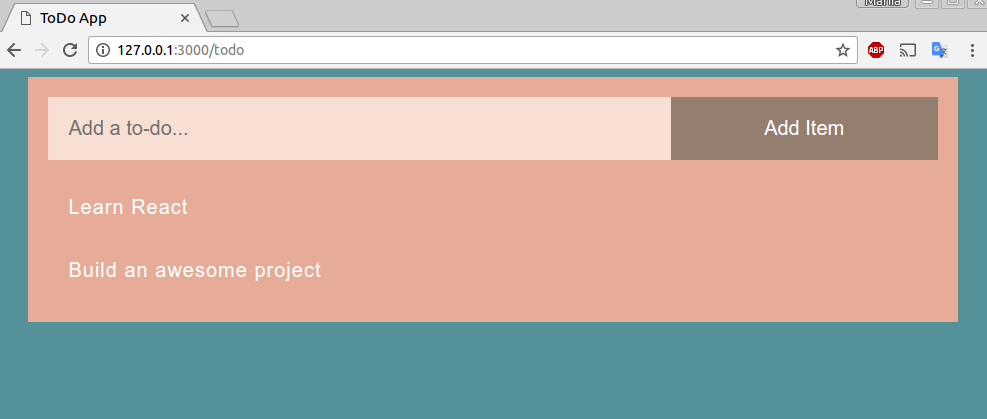 Mania
ToDo App
127.0.0.1:3000/todo
ABP
Add a to-do...
Add Item
Learn React
Build an awesome project